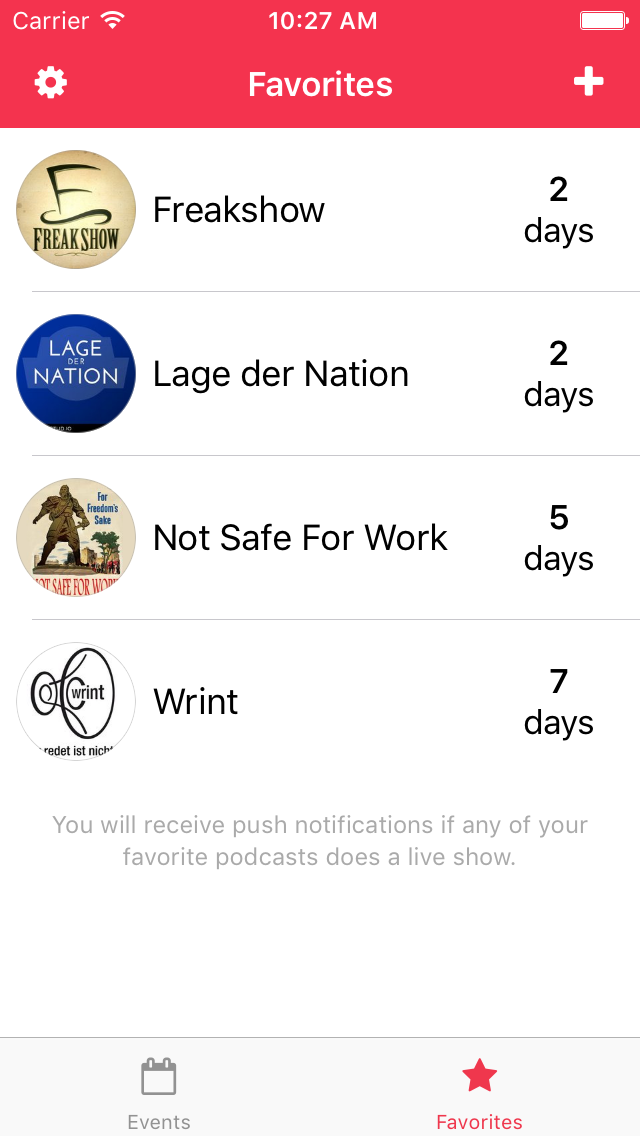 Carrier 10:27 AM
Favorites
FREAK SHOW
Freakshow
2
days
LAGE
DER
NATION
Lage der Nation
2
days
For
Freedom's
Sake
NOT SAFE FOR WORK
Not Safe For Work
5
days
wrint
redet ist nicht
Wrint
7
days
You will receive push notifications if any of your
favorite podcasts does a live show.
Events Favorites